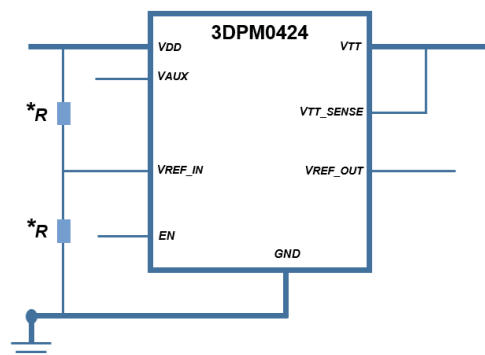 3DPM0424
VDD
VTT
VAUX
*R
VTT_SENSE
VREF_IN
VREF_OUT
*R
EN
GND